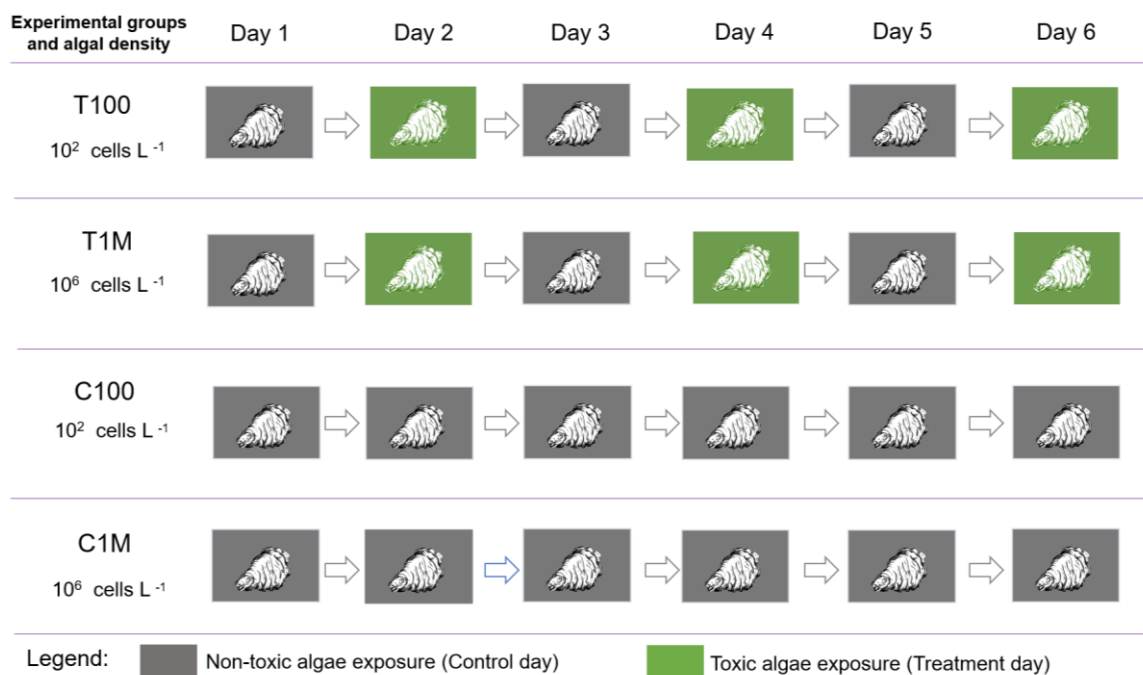 Experimental groups
and algal density
Day 1
Day 2
Day 3
Day 4
Day 5
Day 6
T100
10² cells L ⁻¹
T1M
10⁶ cells L ⁻¹
C100
10² cells L ⁻¹
C1M
10⁶ cells L ⁻¹
Legend:
Non-toxic algae exposure (Control day)
Toxic algae exposure (Treatment day)